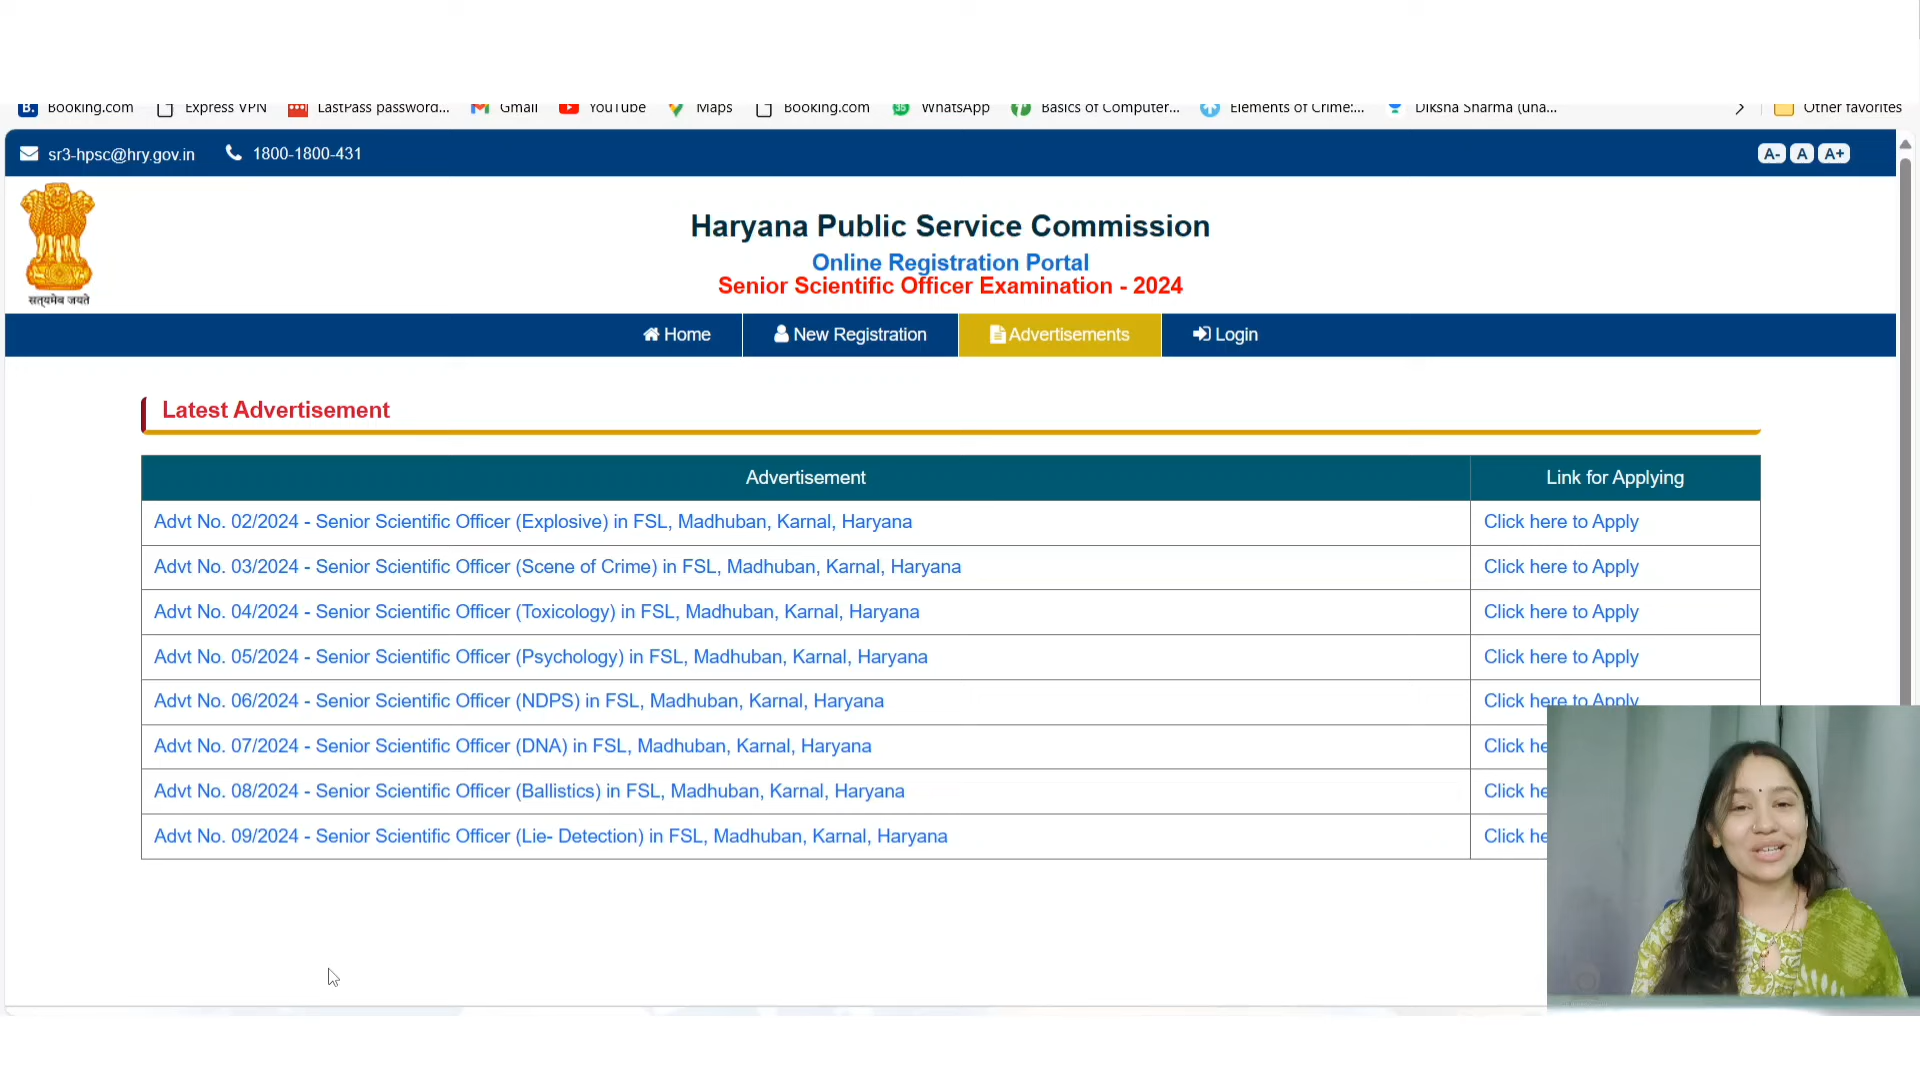 Booking.com Express VPN LastPass password... Gmail YouTube Maps Booking.com WhatsApp Basics of Computer... Elements of Crime:... Diksha Sharma (una... Other favorites
sr3-hpsc@hry.gov.in 1800-1800-431 A- A A+
सत्यमेव जयते
Haryana Public Service Commission
Online Registration Portal
Senior Scientific Officer Examination - 2024
Home New Registration Advertisements Login
Latest Advertisement
Advertisement Link for Applying
Advt No. 02/2024 - Senior Scientific Officer (Explosive) in FSL, Madhuban, Karnal, Haryana Click here to Apply
Advt No. 03/2024 - Senior Scientific Officer (Scene of Crime) in FSL, Madhuban, Karnal, Haryana Click here to Apply
Advt No. 04/2024 - Senior Scientific Officer (Toxicology) in FSL, Madhuban, Karnal, Haryana Click here to Apply
Advt No. 05/2024 - Senior Scientific Officer (Psychology) in FSL, Madhuban, Karnal, Haryana Click here to Apply
Advt No. 06/2024 - Senior Scientific Officer (NDPS) in FSL, Madhuban, Karnal, Haryana Click here to Apply
Advt No. 07/2024 - Senior Scientific Officer (DNA) in FSL, Madhuban, Karnal, Haryana Click he
Advt No. 08/2024 - Senior Scientific Officer (Ballistics) in FSL, Madhuban, Karnal, Haryana Click he
Advt No. 09/2024 - Senior Scientific Officer (Lie- Detection) in FSL, Madhuban, Karnal, Haryana Click he